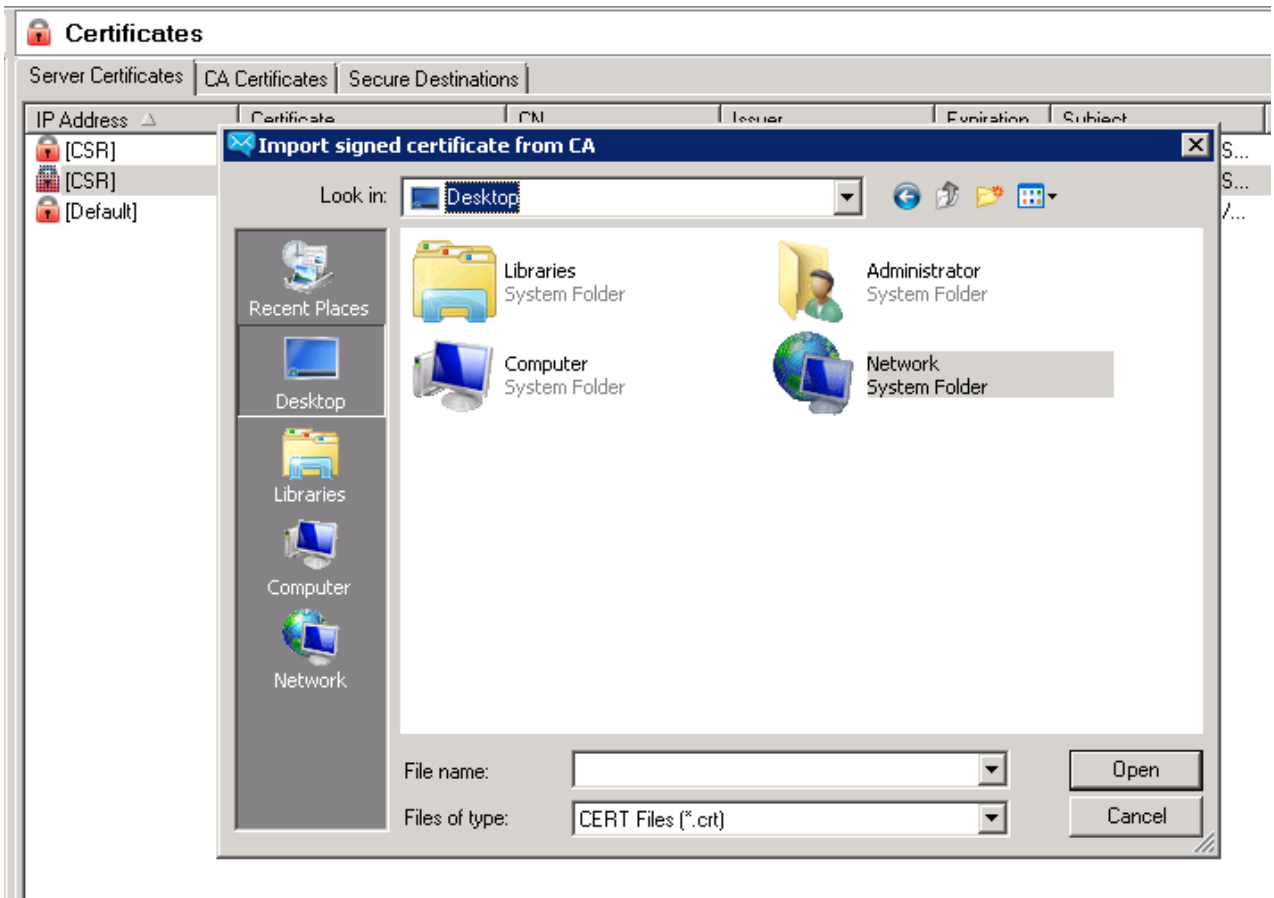 Certificates
Server Certificates CA Certificates Secure Destinations
IP Address Certificate CN Issuer Expiration Subject
[CSR]
[CSR]
[Default]
Import signed certificate from CA
S...
S...
/...
Look in: Desktop
Recent Places
Desktop
Libraries
Computer
Network
Libraries
System Folder
Administrator
System Folder
Computer
System Folder
Network
System Folder
File name:
Open
Files of type: CERT Files (*.crt)
Cancel